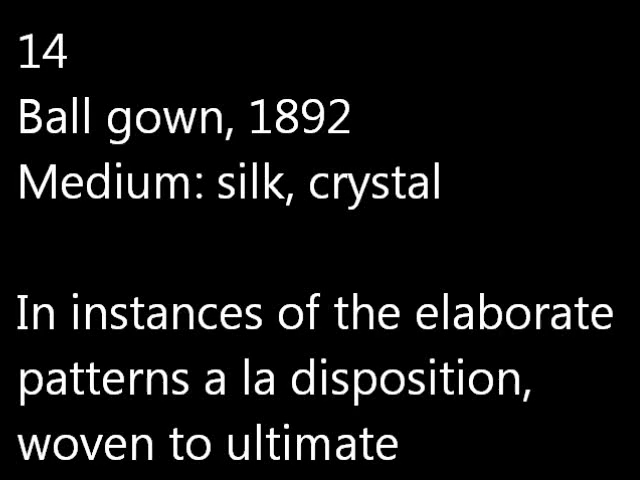 14
Ball gown, 1892
Medium: silk, crystal
In instances of the elaborate
patterns a la disposition,
woven to ultimate